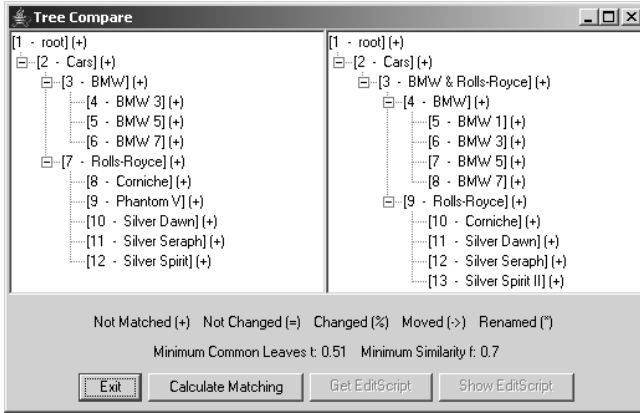 Tree Compare
[1 - root] (+)
[2 - Cars] (+)
[3 - BMW] (+)
[4 - BMW 3] (+)
[5 - BMW 5] (+)
[6 - BMW 7] (+)
[7 - Rolls-Royce] (+)
[8 - Corniche] (+)
[9 - Phantom V] (+)
[10 - Silver Dawn] (+)
[11 - Silver Seraph] (+)
[12 - Silver Spirit] (+)
[1 - root] (+)
[2 - Cars] (+)
[3 - BMW & Rolls-Royce] (+)
[4 - BMW] (+)
[5 - BMW 1] (+)
[6 - BMW 3] (+)
[7 - BMW 5] (+)
[8 - BMW 7] (+)
[9 - Rolls-Royce] (+)
[10 - Corniche] (+)
[11 - Silver Dawn] (+)
[12 - Silver Seraph] (+)
[13 - Silver Spirit II] (+)
Not Matched (+) Not Changed (=) Changed (%) Moved (->) Renamed (*)
Minimum Common Leaves t: 0.51 Minimum Similarity f: 0.7
Exit Calculate Matching Get EditScript Show EditScript